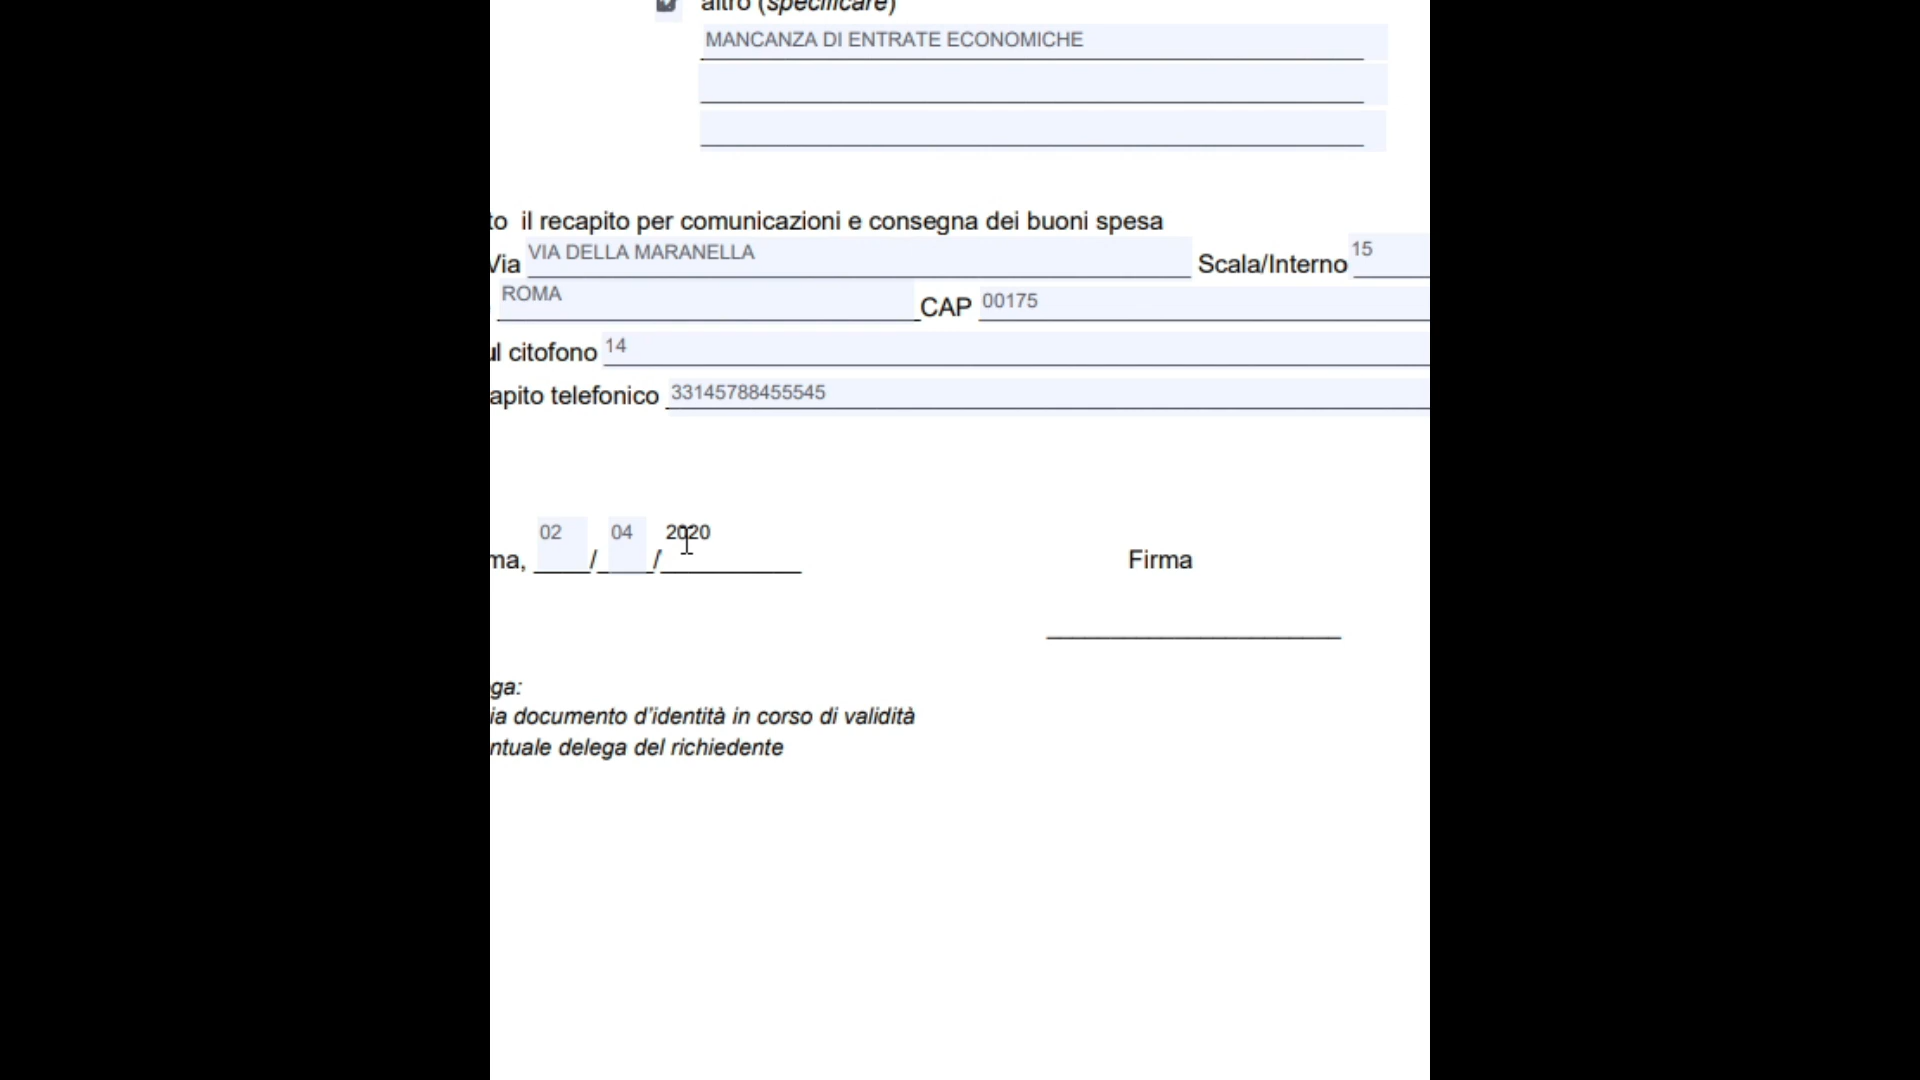 altro (specificare)
MANCANZA DI ENTRATE ECONOMICHE
to il recapito per comunicazioni e consegna dei buoni spesa
Via VIA DELLA MARANELLA Scala/Interno 15
ROMA CAP 00175
ul citofono 14
apito telefonico 33145788455545
ma, 02 / 04 / 2020 Firma
ga:
ia documento d'identità in corso di validità
ntuale delega del richiedente